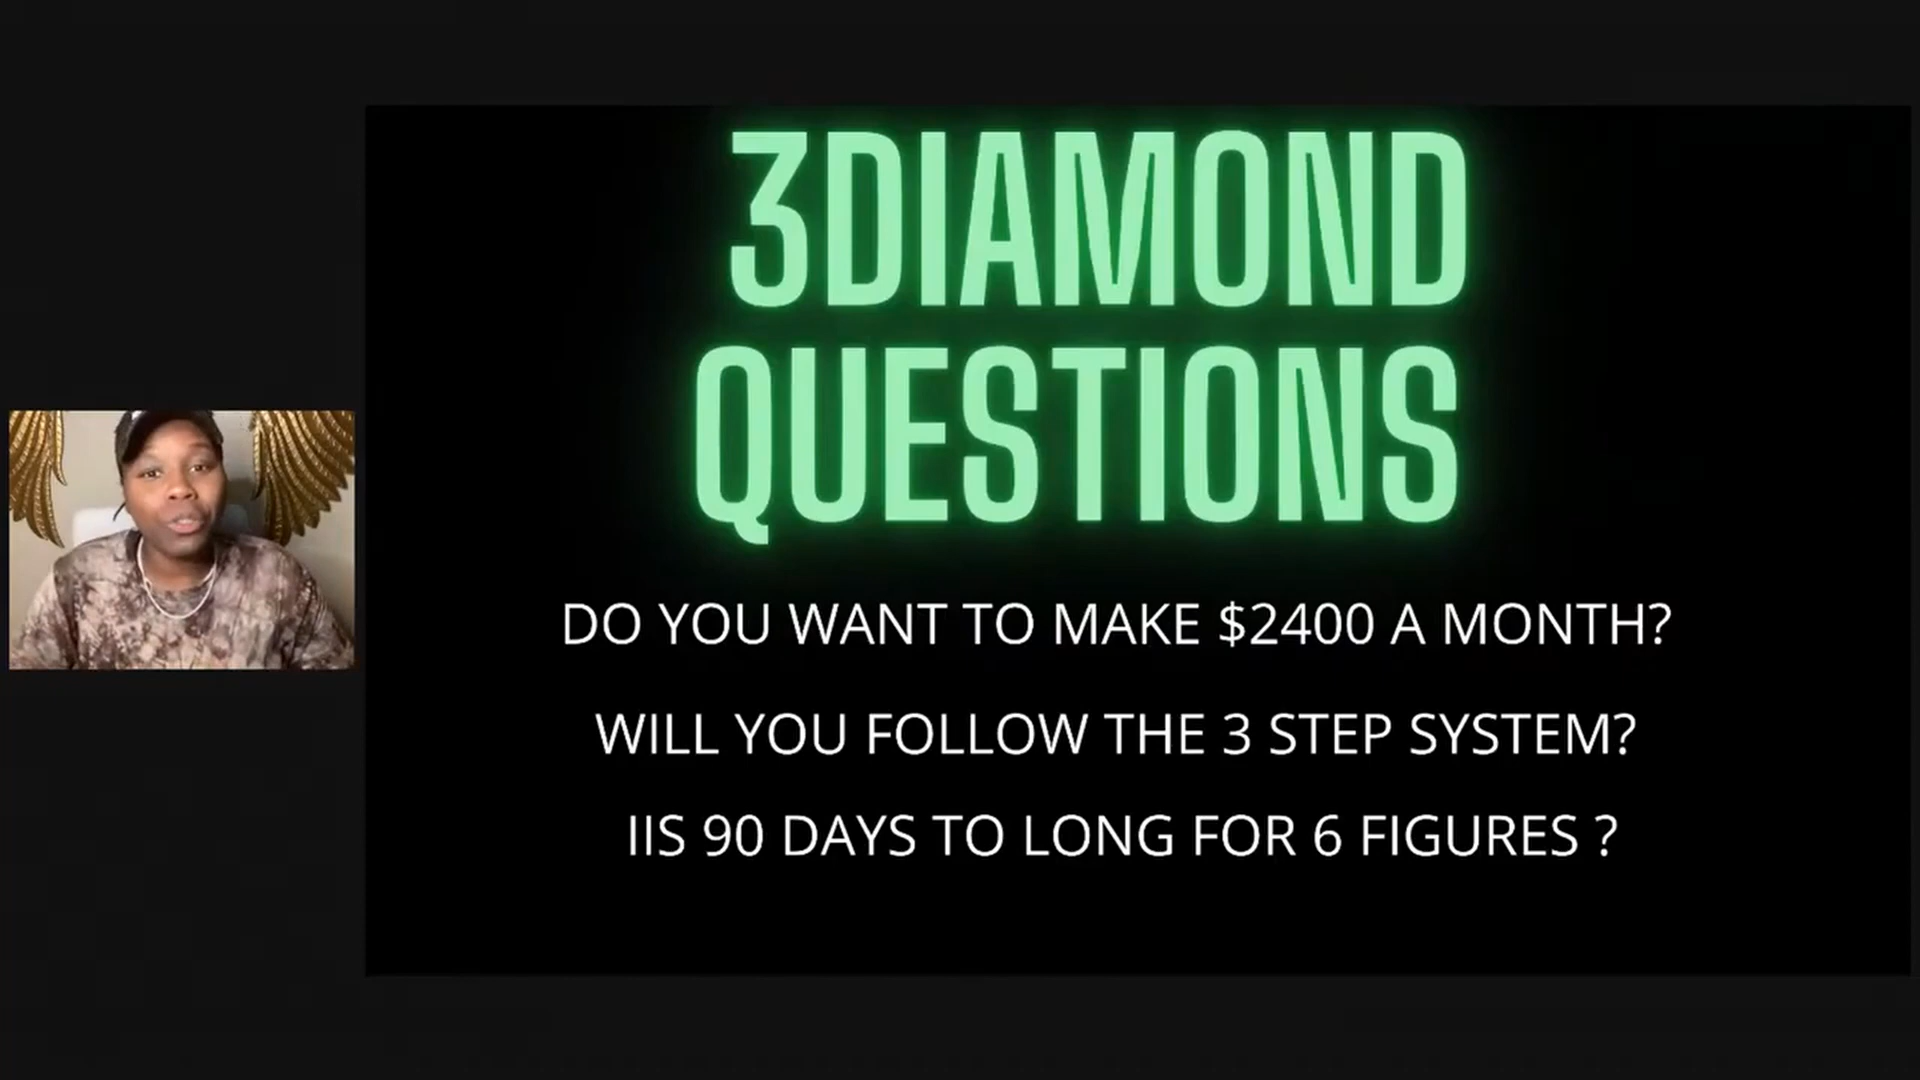 3DIAMOND
QUESTIONS
DO YOU WANT TO MAKE $2400 A MONTH?
WILL YOU FOLLOW THE 3 STEP SYSTEM?
IIS 90 DAYS TO LONG FOR 6 FIGURES ?